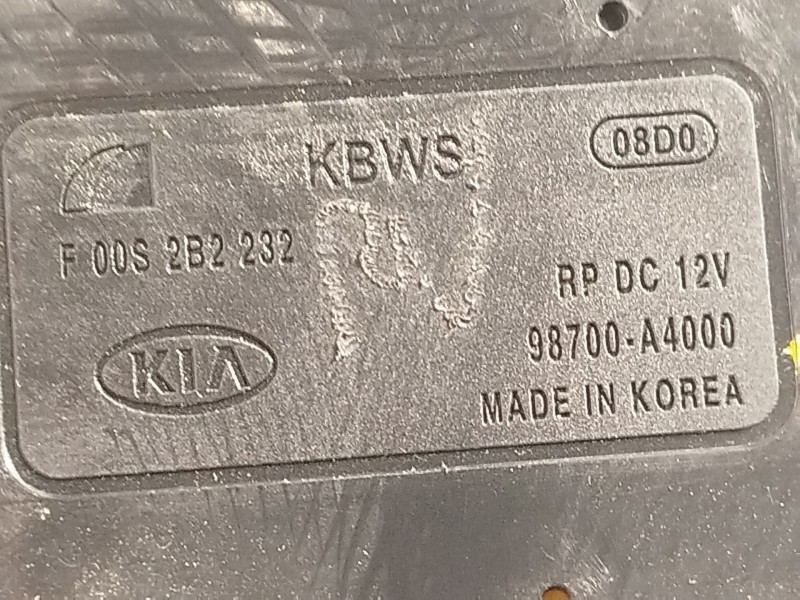 KBWS
08D0
F 00S 2B2 232
RP DC 12V
KIA
98700-A4000
MADE IN KOREA